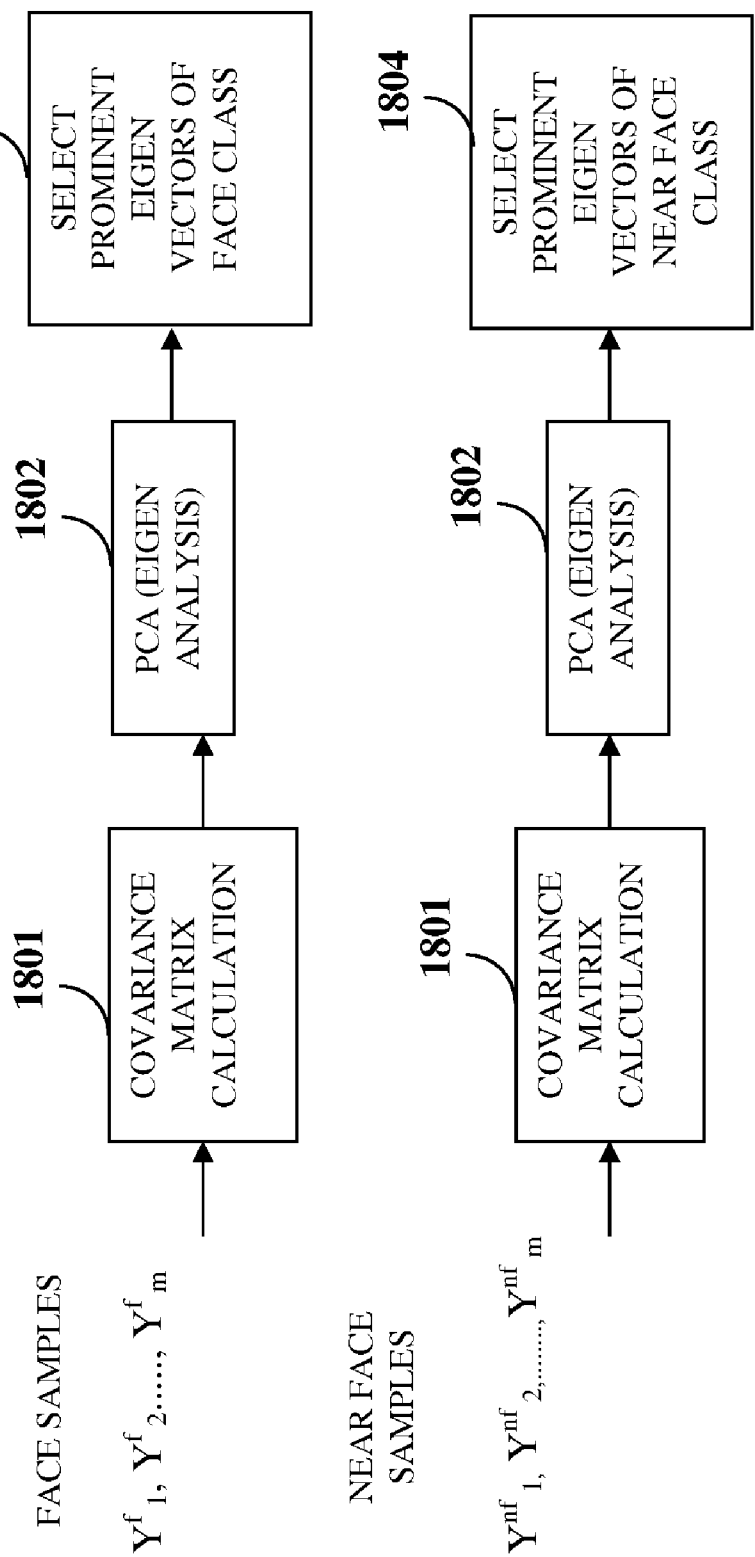 FACE SAMPLES
Y^f_1, Y^f_2....., Y^f_m
1801
COVARIANCE
MATRIX
CALCULATION
1802
PCA (EIGEN
ANALYSIS)
SELECT
PROMINENT
EIGEN
VECTORS OF
FACE CLASS
NEAR FACE
SAMPLES
Y^nf_1, Y^nf_2,........, Y^nf_m
1801
COVARIANCE
MATRIX
CALCULATION
1802
PCA (EIGEN
ANALYSIS)
1804
SELECT
PROMINENT
EIGEN
VECTORS OF
NEAR FACE
CLASS